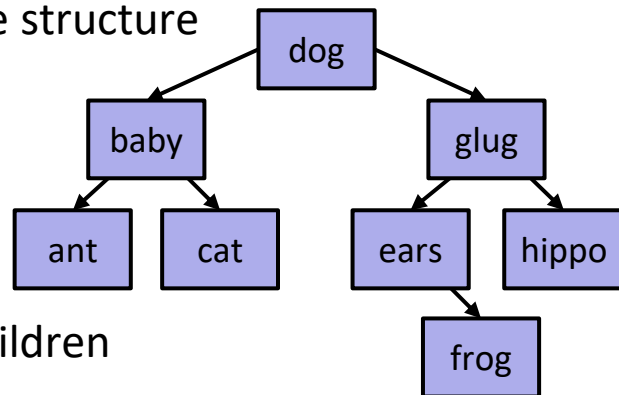 e structure
dog
baby
glug
ant
cat
ears
hippo
ildren
frog